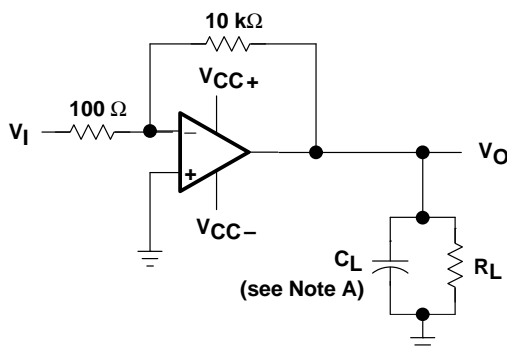 10 kΩ
VCC+
100 Ω
VI
−
+
VO
VCC−
CL
(see Note A)
RL